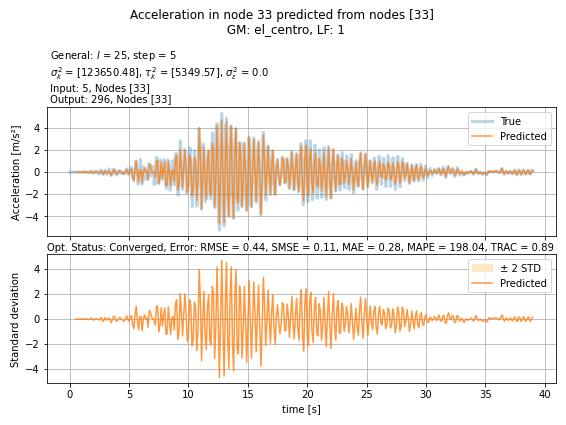 Acceleration in node 33 predicted from nodes [33]
GM: el_centro, LF: 1
General: l = 25, step = 5
σ²ₖ = [123650.48], τ²ₖ = [5349.57], σ²ε = 0.0
Input: 5, Nodes [33]
Output: 296, Nodes [33]
Acceleration [m/s²]
4
2
0
−2
−4
True
Predicted
Opt. Status: Converged, Error: RMSE = 0.44, SMSE = 0.11, MAE = 0.28, MAPE = 198.04, TRAC = 0.89
Standard deviation
4
2
0
−2
−4
± 2 STD
Predicted
0 5 10 15 20 25 30 35 40
time [s]